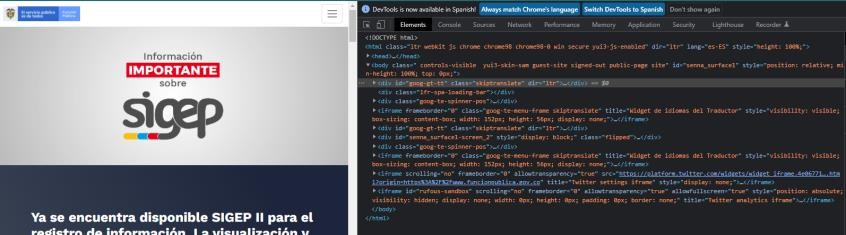 El servicio público
es de todos
Función
Pública
Información
IMPORTANTE
sobre
sigep
Ya se encuentra disponible SIGEP II para el
registro de información. La visualización y
DevTools is now available in Spanish!
Always match Chrome's language
Switch DevTools to Spanish
Don't show again
Elements
Console
Sources
Network
Performance
Memory
Application
Security
Lighthouse
Recorder
<!DOCTYPE html>
<html class="ltr webkit js chrome chrome98 chrome98-0 win secure yui3-js-enabled" dir="ltr" lang="es-ES" style="height: 100%;">
<head>…</head>
<body class=" controls-visible yui3-skin-sam guest-site signed-out public-page site" id="senna_surface1" style="position: relative; mi
n-height: 100%; top: 0px;">
<div id="goog-gt-tt" class="skiptranslate" dir="ltr">…</div> == $0
<div class="lfr-spa-loading-bar"></div>
<div class="goog-te-spinner-pos">…</div>
<iframe frameborder="0" class="goog-te-menu-frame skiptranslate" title="Widget de idiomas del Traductor" style="visibility: visible;
box-sizing: content-box; width: 152px; height: 56px; display: none;">…</iframe>
<div id="goog-gt-tt" class="skiptranslate" dir="ltr">…</div>
<div id="senna_surface1-screen_2" style="display: block;" class="flipped">…</div>
<div class="goog-te-spinner-pos">…</div>
<iframe frameborder="0" class="goog-te-menu-frame skiptranslate" title="Widget de idiomas del Traductor" style="visibility: visible;
box-sizing: content-box; width: 152px; height: 56px; display: none;">…</iframe>
<iframe scrolling="no" frameborder="0" allowtransparency="true" src="https://platform.twitter.com/widgets/widget_iframe.4e06771….htm
l?origin=https%3A%2F%2Fwww.funcionpublica.gov.co" title="Twitter settings iframe" style="display: none;">…</iframe>
<iframe id="rufous-sandbox" scrolling="no" frameborder="0" allowtransparency="true" allowfullscreen="true" style="position: absolute;
visibility: hidden; display: none; width: 0px; height: 0px; padding: 0px; border: none;" title="Twitter analytics iframe">…</iframe>
</body>
</html>